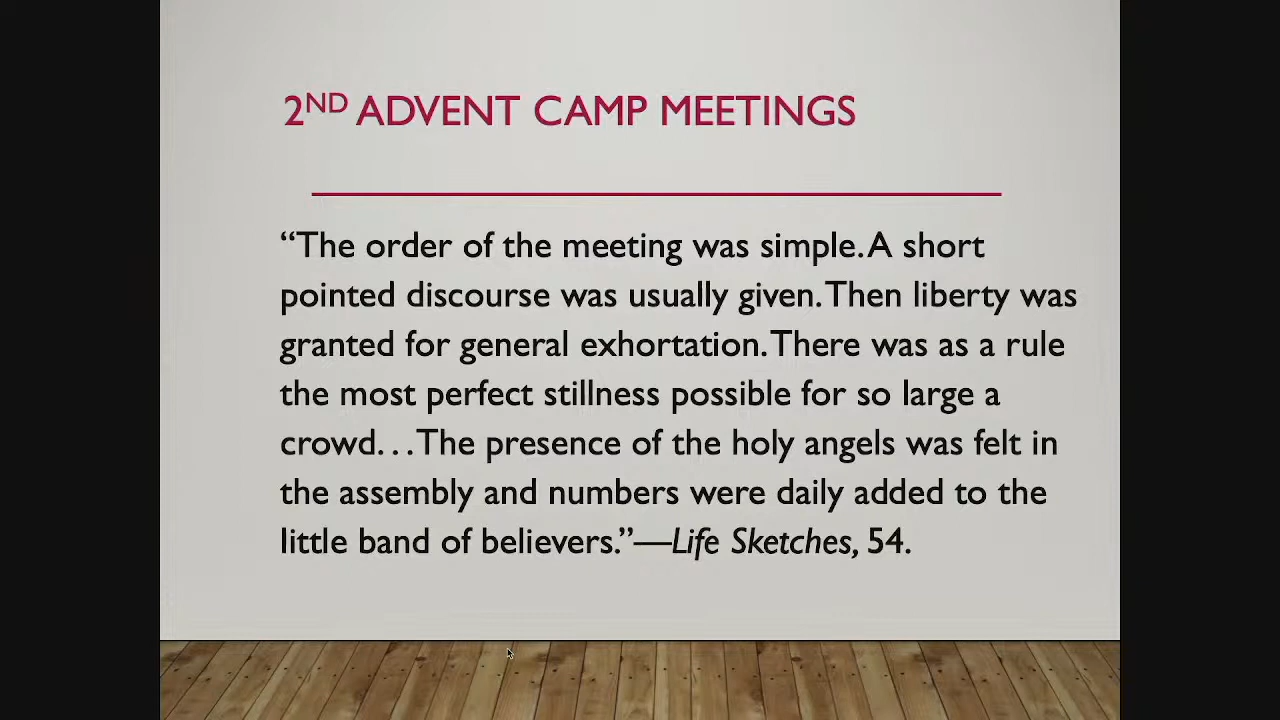 2ND ADVENT CAMP MEETINGS
“The order of the meeting was simple. A short
pointed discourse was usually given. Then liberty was
granted for general exhortation. There was as a rule
the most perfect stillness possible for so large a
crowd. . . The presence of the holy angels was felt in
the assembly and numbers were daily added to the
little band of believers.”—Life Sketches, 54.